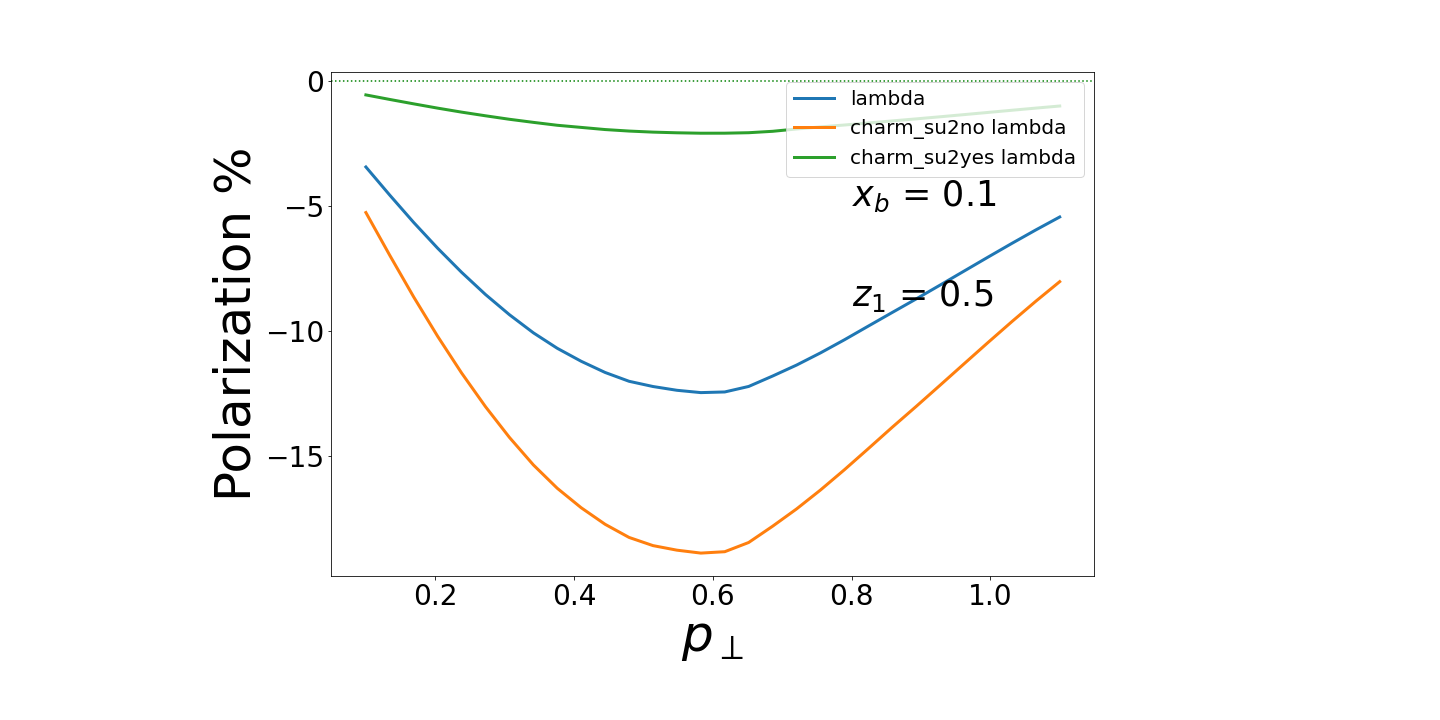 Polarization %
0
−5
−10
−15
lambda
charm_su2no lambda
charm_su2yes lambda
x_b = 0.1
z_1 = 0.5
0.2 0.4 0.6 0.8 1.0
p_⊥